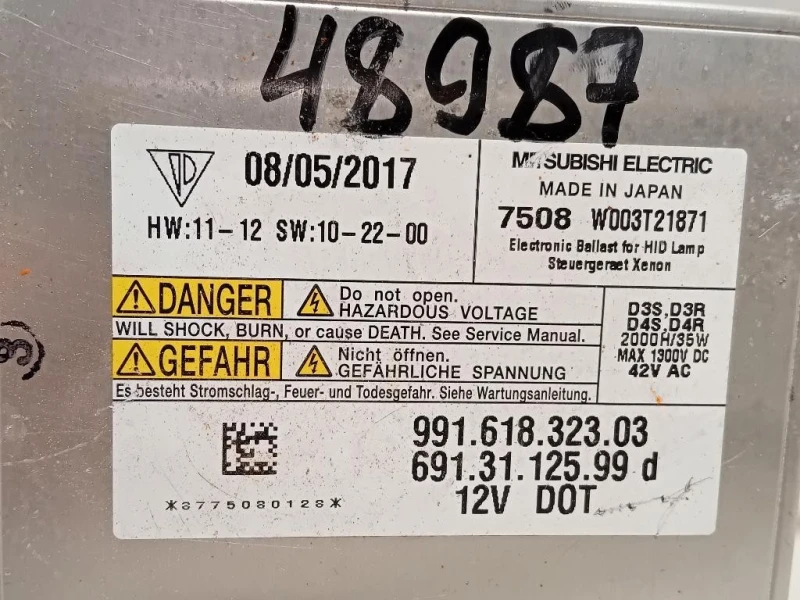 48987
08/05/2017
HW:11-12 SW:10-22-00
MITSUBISHI ELECTRIC
MADE IN JAPAN
7508 W003T21871
Electronic Ballast for HID Lamp
Steuergeraet Xenon
DANGER
Do not open.
HAZARDOUS VOLTAGE
WILL SHOCK, BURN, or cause DEATH. See Service Manual.
GEFAHR
Nicht öffnen.
GEFÄHRLICHE SPANNUNG
Es besteht Stromschlag-, Feuer- und Todesgefahr. Siehe Wartungsanleitung.
D3S,D3R
D4S,D4R
2000H/35W
MAX 1300V DC
42V AC
991.618.323.03
691.31.125.99 d
12V DOT
*3775080128*